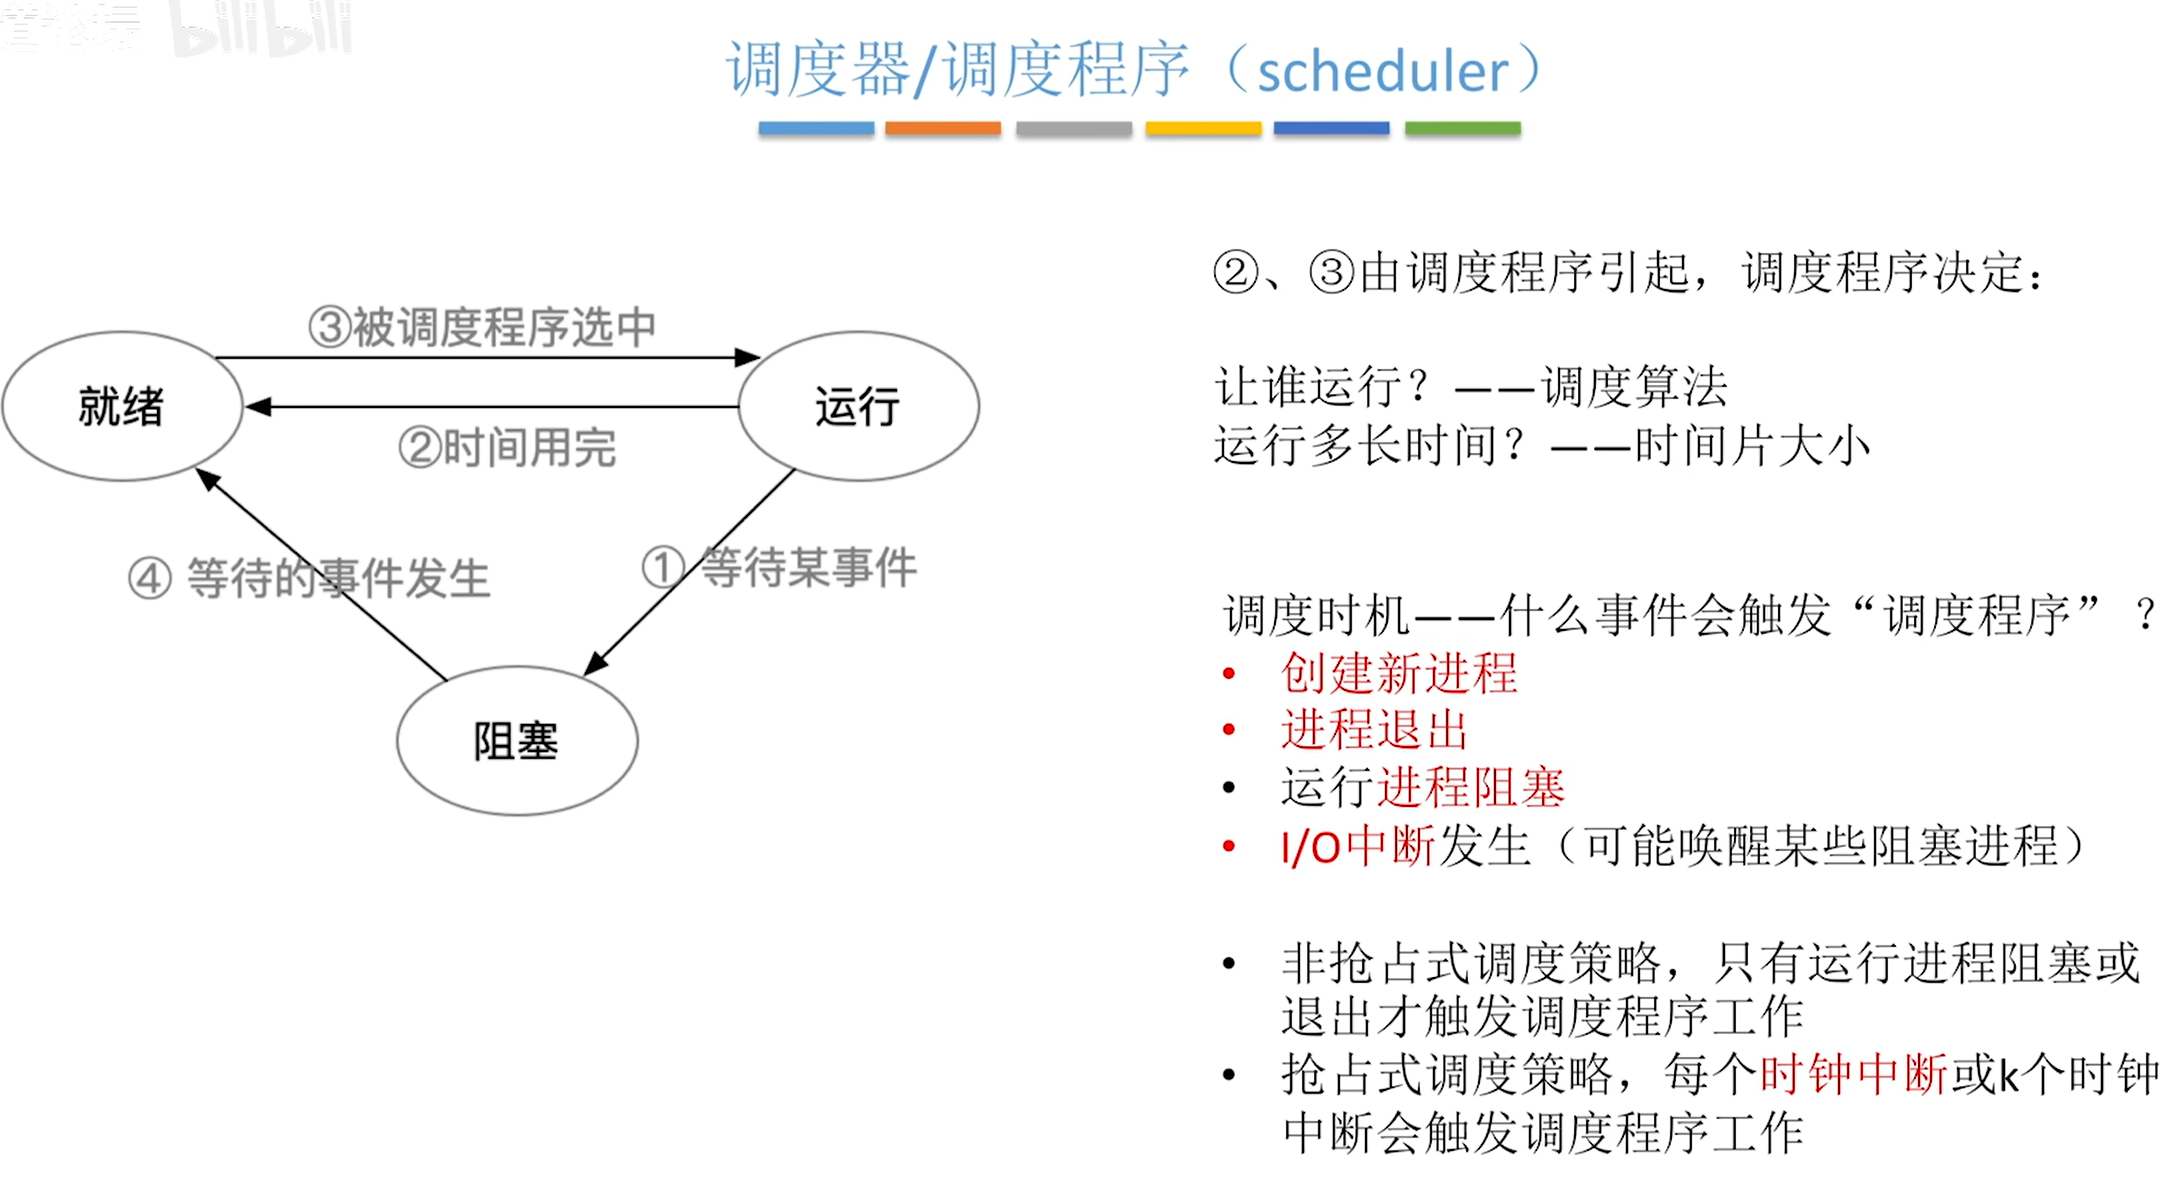 bilibili
调度器/调度程序（scheduler）
③被调度程序选中
就绪
运行
②时间用完
④ 等待的事件发生
① 等待某事件
阻塞
②、③由调度程序引起，调度程序决定：
让谁运行？——调度算法
运行多长时间？——时间片大小
调度时机——什么事件会触发“调度程序”？
• 创建新进程
• 进程退出
• 运行进程阻塞
• I/O中断发生（可能唤醒某些阻塞进程）
• 非抢占式调度策略，只有运行进程阻塞或
退出才触发调度程序工作
• 抢占式调度策略，每个时钟中断或k个时钟
中断会触发调度程序工作